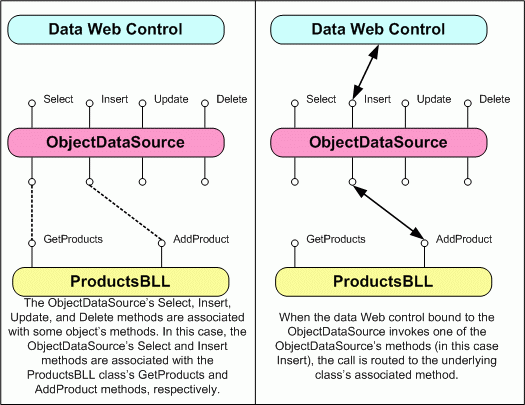 Data Web Control
Select
Insert
Update
Delete
ObjectDataSource
GetProducts
AddProduct
ProductsBLL
The ObjectDataSource's Select, Insert,
Update, and Delete methods are associated
with some object's methods. In this case, the
ObjectDataSource's Select and Insert
methods are associated with the
ProductsBLL class's GetProducts and
AddProduct methods, respectively.
Data Web Control
Select
Insert
Update
Delete
ObjectDataSource
GetProducts
AddProduct
ProductsBLL
When the data Web control bound to the
ObjectDataSource invokes one of the
ObjectDataSource's methods (in this case
Insert), the call is routed to the underlying
class's associated method.